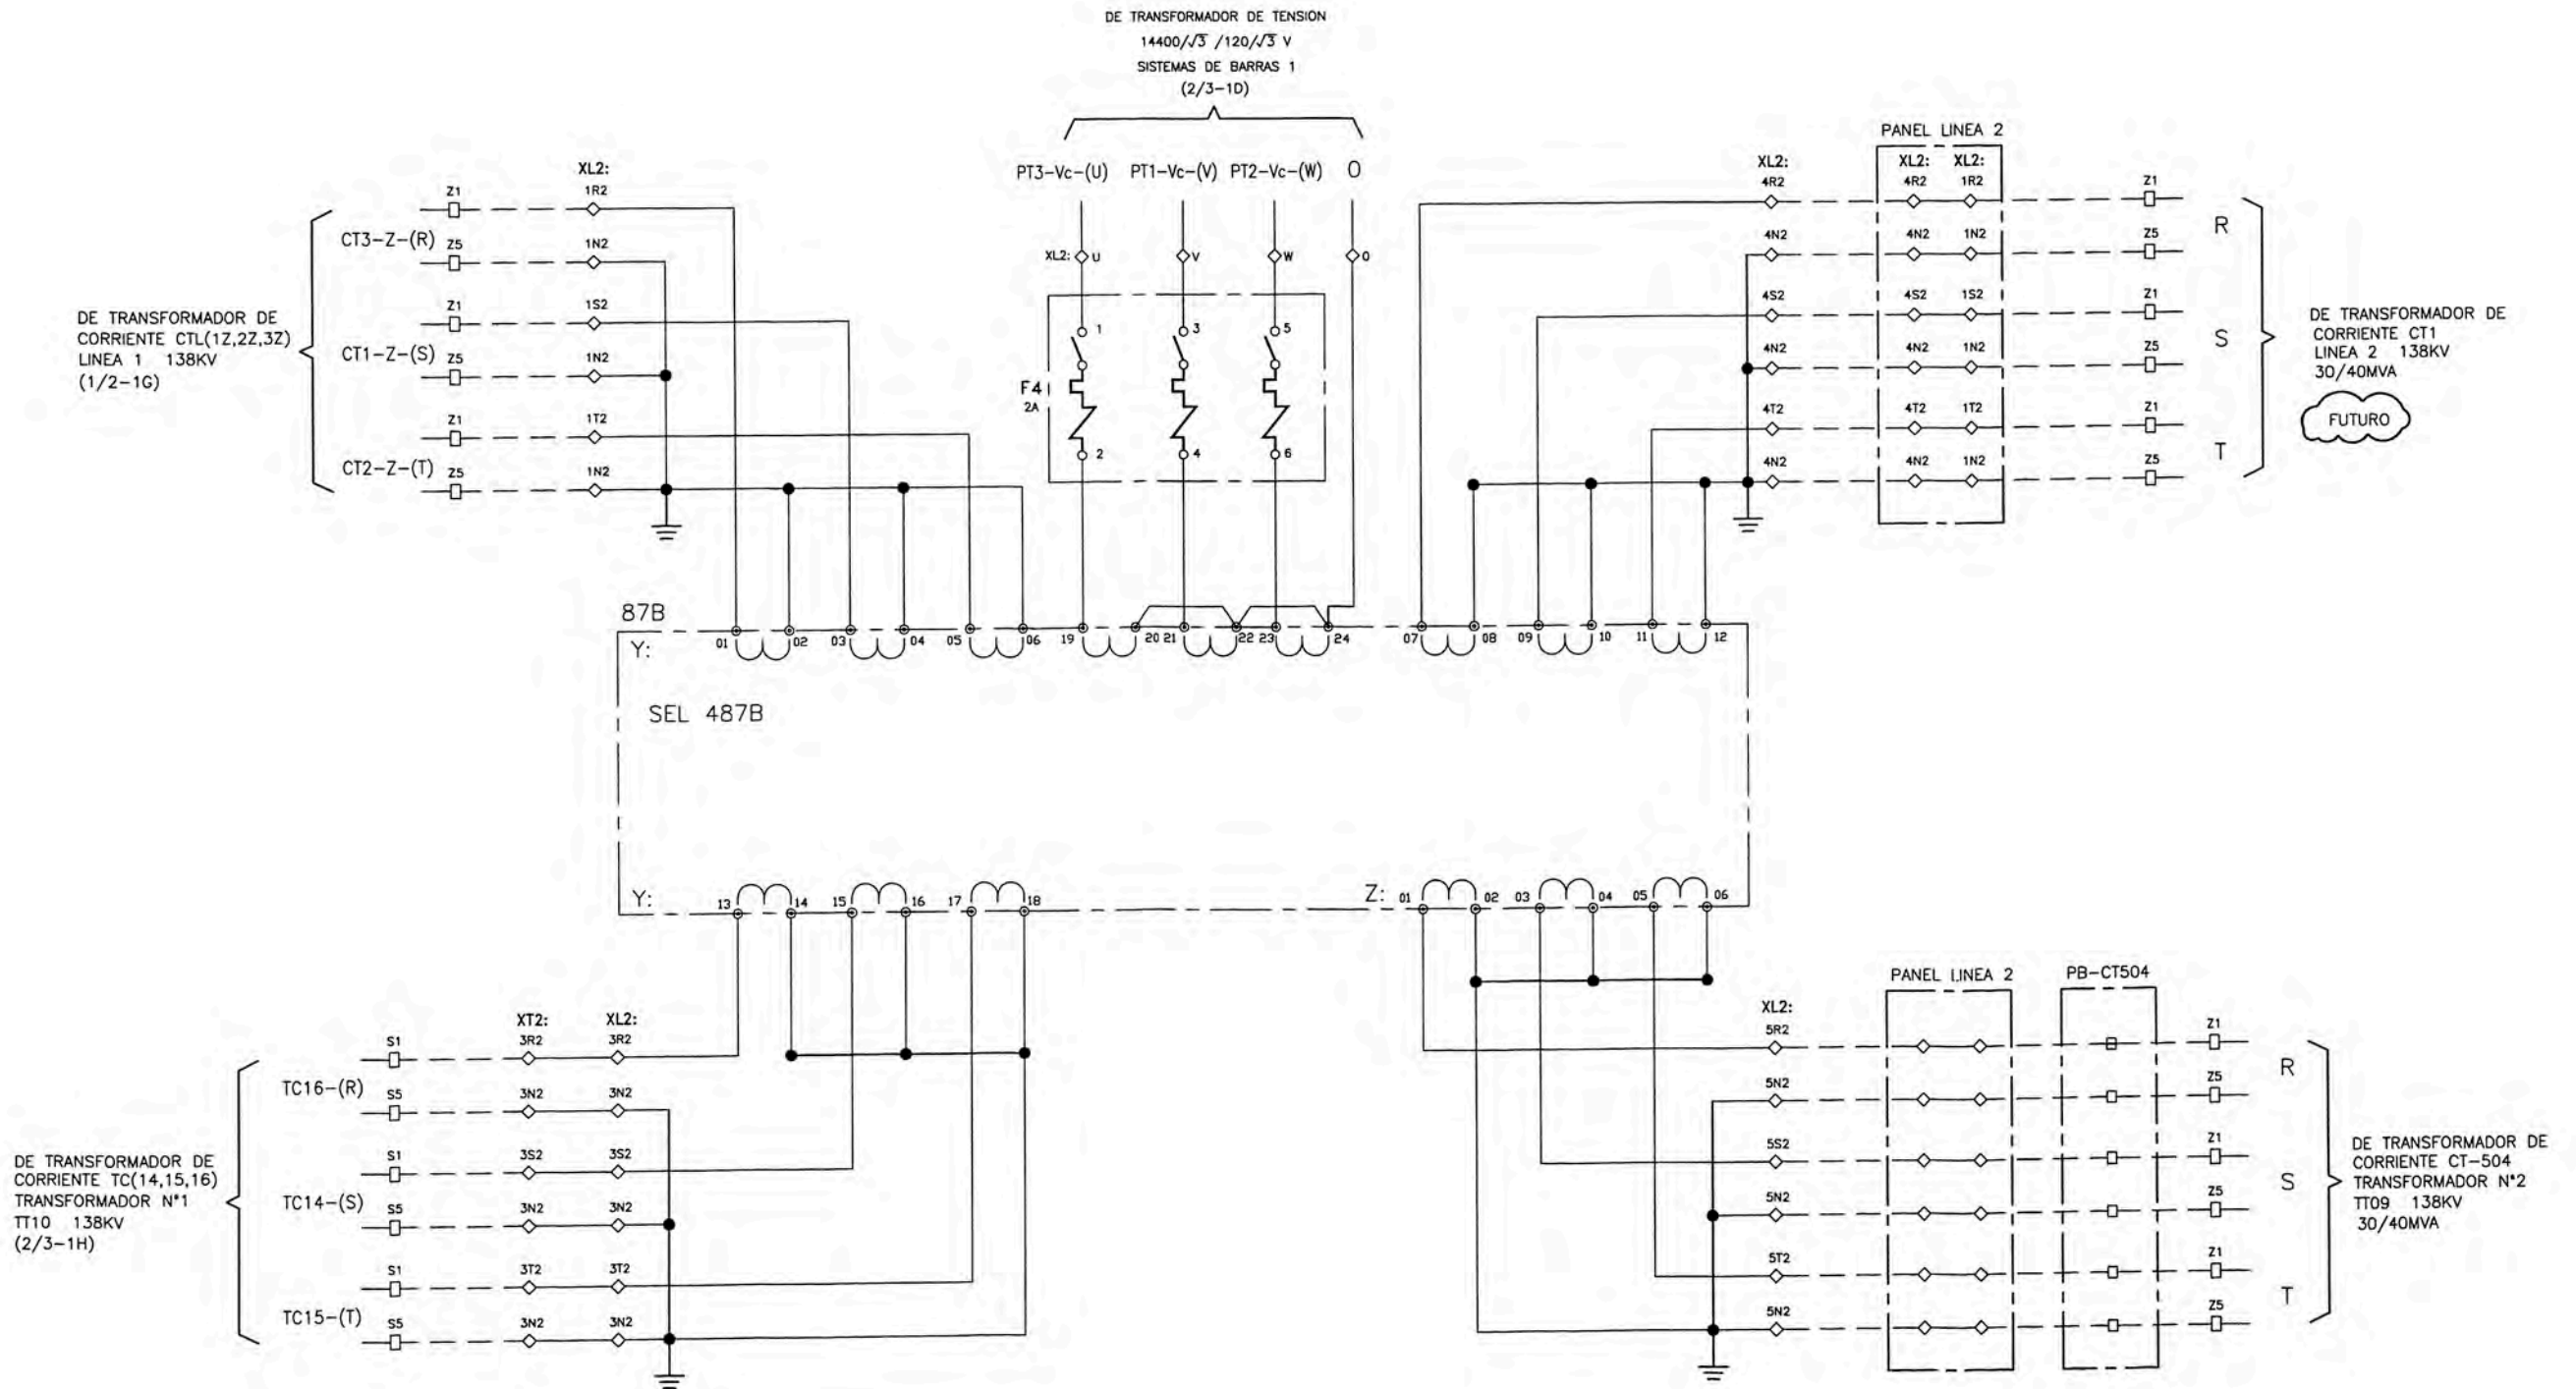 DE TRANSFORMADOR DE TENSION
14400/√3 /120/√3 V
SISTEMAS DE BARRAS 1
(2/3-1D)
PT3-Vc-(U) PT1-Vc-(V) PT2-Vc-(W) O
XL2: U V W O
F4
2A
1 3 5
2 4 6
XL2:
Z1 1R2
CT3-Z-(R)
Z5 1N2
Z1 1S2
CT1-Z-(S)
Z5 1N2
Z1 1T2
CT2-Z-(T)
Z5 1N2
DE TRANSFORMADOR DE
CORRIENTE CTL(1Z,2Z,3Z)
LINEA 1 138KV
(1/2-1G)
PANEL LINEA 2
XL2: XL2: XL2:
4R2 4R2 1R2 Z1
R
4N2 4N2 1N2 Z5
4S2 4S2 1S2 Z1
S
4N2 4N2 1N2 Z5
4T2 4T2 1T2 Z1
T
4N2 4N2 1N2 Z5
DE TRANSFORMADOR DE
CORRIENTE CT1
LINEA 2 138KV
30/40MVA
FUTURO
87B
Y: 01 02 03 04 05 06 19 20 21 22 23 24 07 08 09 10 11 12
SEL 487B
Y: 13 14 15 16 17 18
Z: 01 02 03 04 05 06
XT2: XL2:
S1 3R2 3R2
TC16-(R)
S5 3N2 3N2
S1 3S2 3S2
TC14-(S)
S5 3N2 3N2
S1 3T2 3T2
TC15-(T)
S5 3N2 3N2
DE TRANSFORMADOR DE
CORRIENTE TC(14,15,16)
TRANSFORMADOR N°1
TT10 138KV
(2/3-1H)
PANEL LINEA 2 PB-CT504
XL2:
5R2 Z1
R
5N2 Z5
5S2 Z1
S
5N2 Z5
5T2 Z1
T
5N2 Z5
DE TRANSFORMADOR DE
CORRIENTE CT-504
TRANSFORMADOR N°2
TT09 138KV
30/40MVA